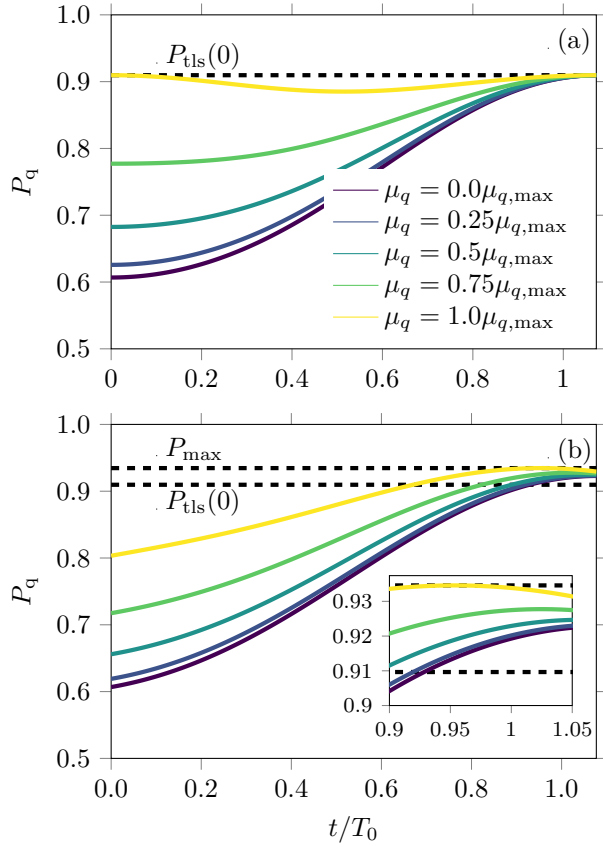 1.0
(a)
P_tls(0)
0.9
0.8
P_q
0.7
0.6
0.5
μ_q = 0.0μ_q,max
μ_q = 0.25μ_q,max
μ_q = 0.5μ_q,max
μ_q = 0.75μ_q,max
μ_q = 1.0μ_q,max
0 0.2 0.4 0.6 0.8 1
1.0
(b)
P_max
0.9
P_tls(0)
0.8
P_q
0.7
0.6
0.5
0.93
0.92
0.91
0.9
0.9 0.95 1 1.05
0.0 0.2 0.4 0.6 0.8 1.0
t/T_0